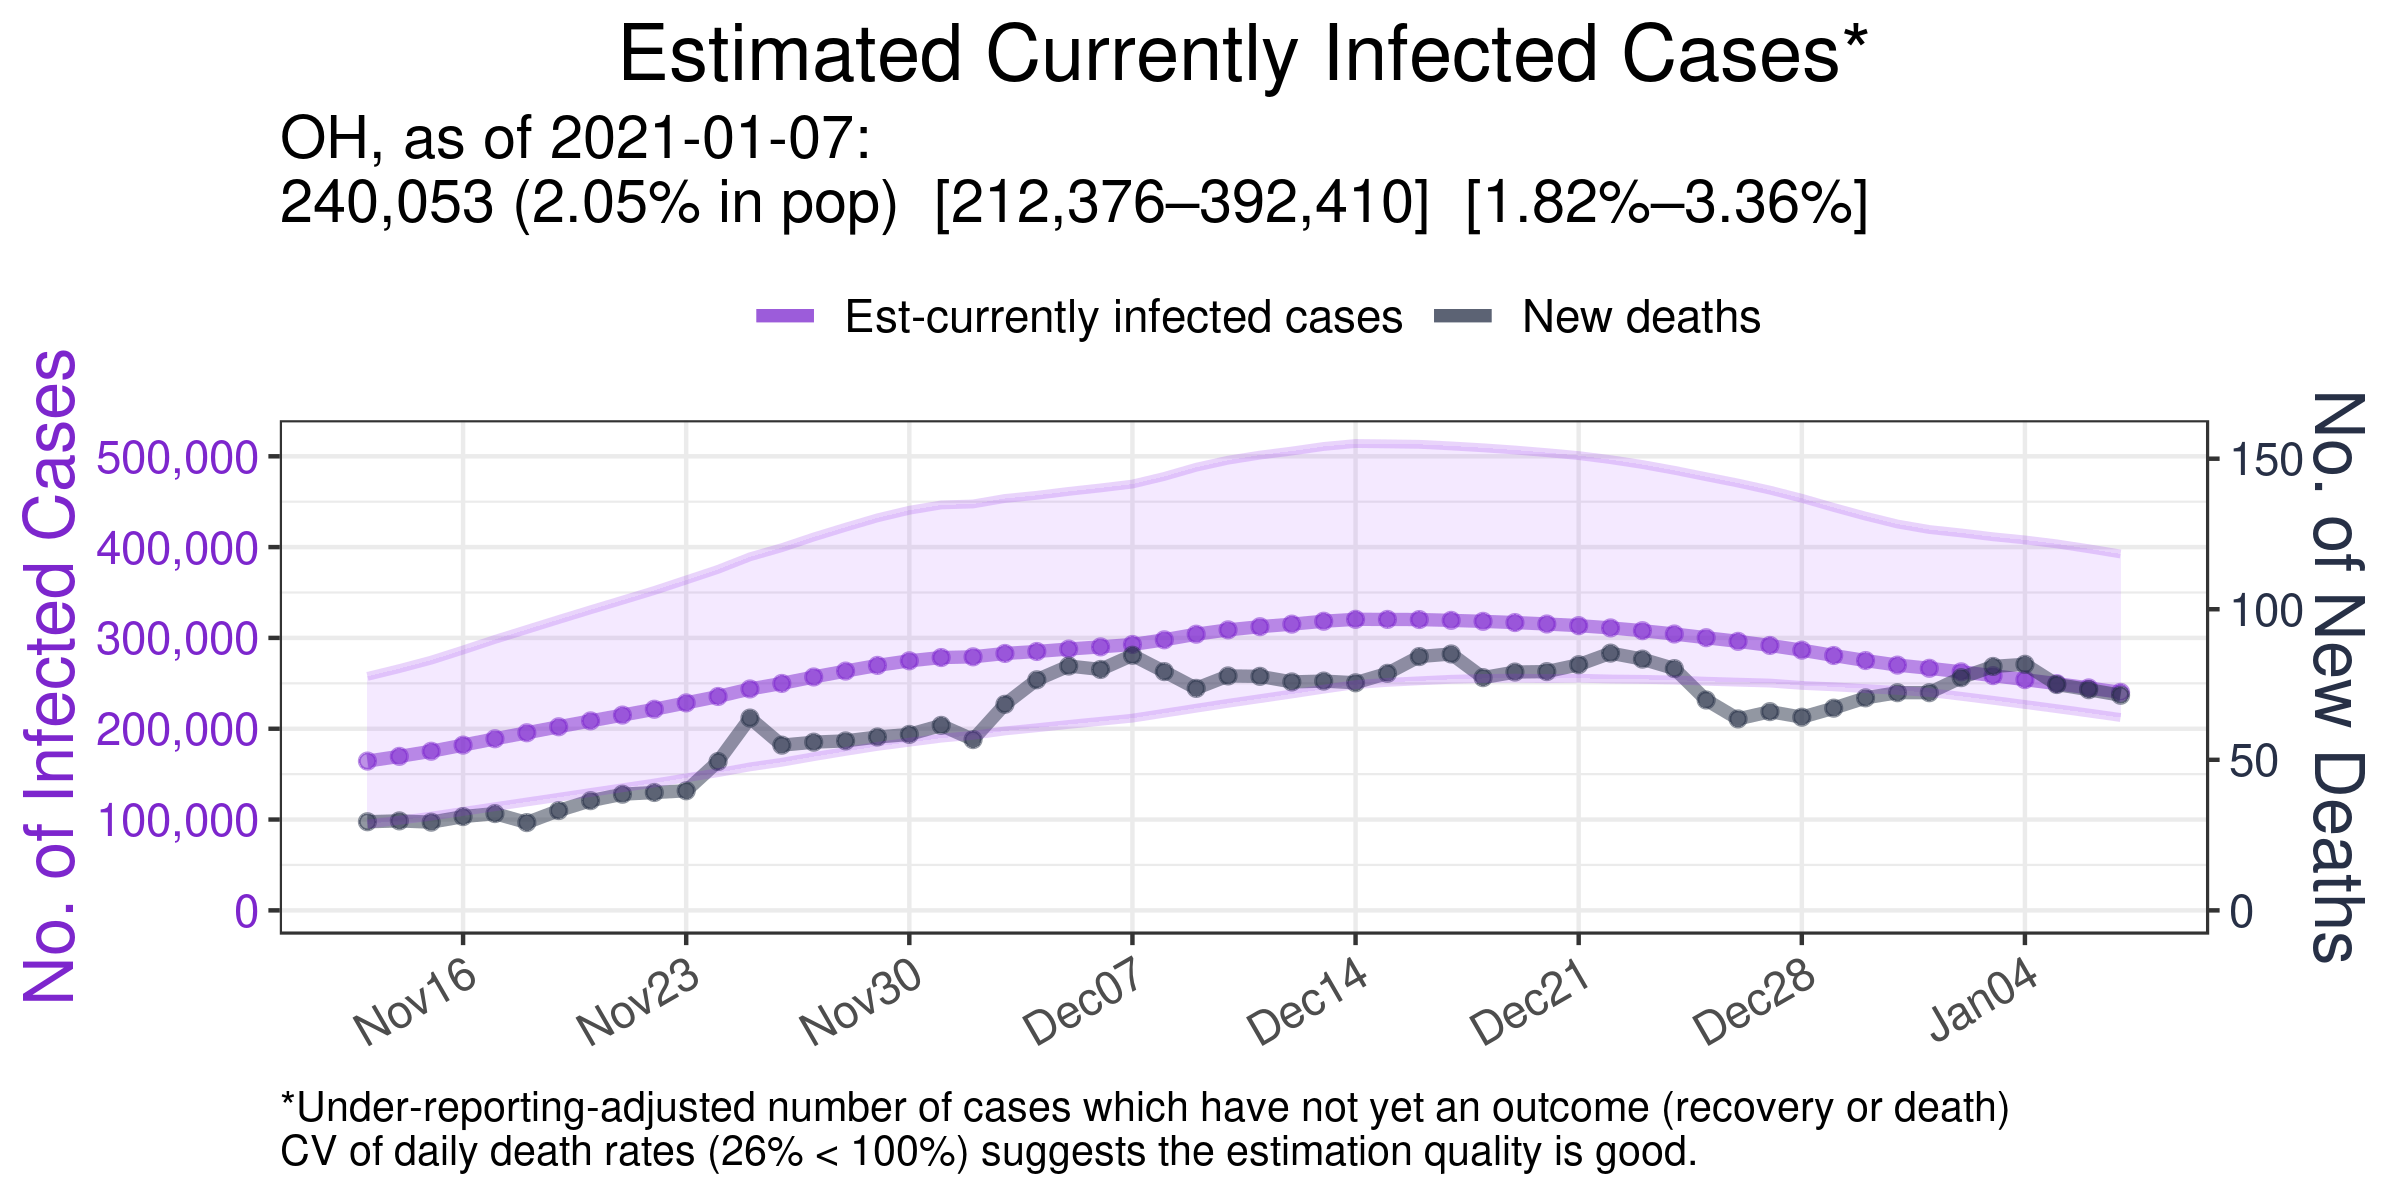 Estimated Currently Infected Cases*
OH, as of 2021-01-07:
240,053 (2.05% in pop)  [212,376–392,410]  [1.82%–3.36%]
Est-currently infected cases
New deaths
No. of Infected Cases
500,000
400,000
300,000
200,000
100,000
0
150
100
50
0
No. of New Deaths
Nov16
Nov23
Nov30
Dec07
Dec14
Dec21
Dec28
Jan04
*Under-reporting-adjusted number of cases which have not yet an outcome (recovery or death)
CV of daily death rates (26% < 100%) suggests the estimation quality is good.